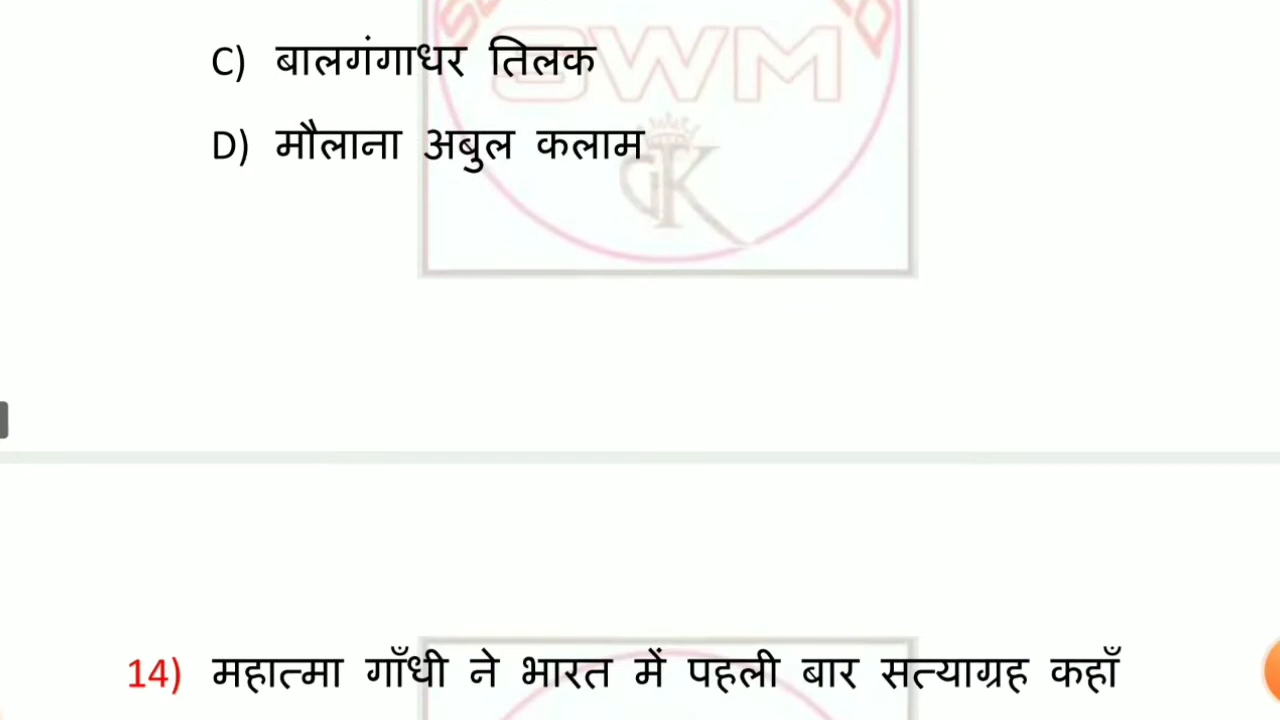 C) बालगंगाधर तिलक
D) मौलाना अबुल कलाम
14) महात्मा गाँधी ने भारत में पहली बार सत्याग्रह कहाँ